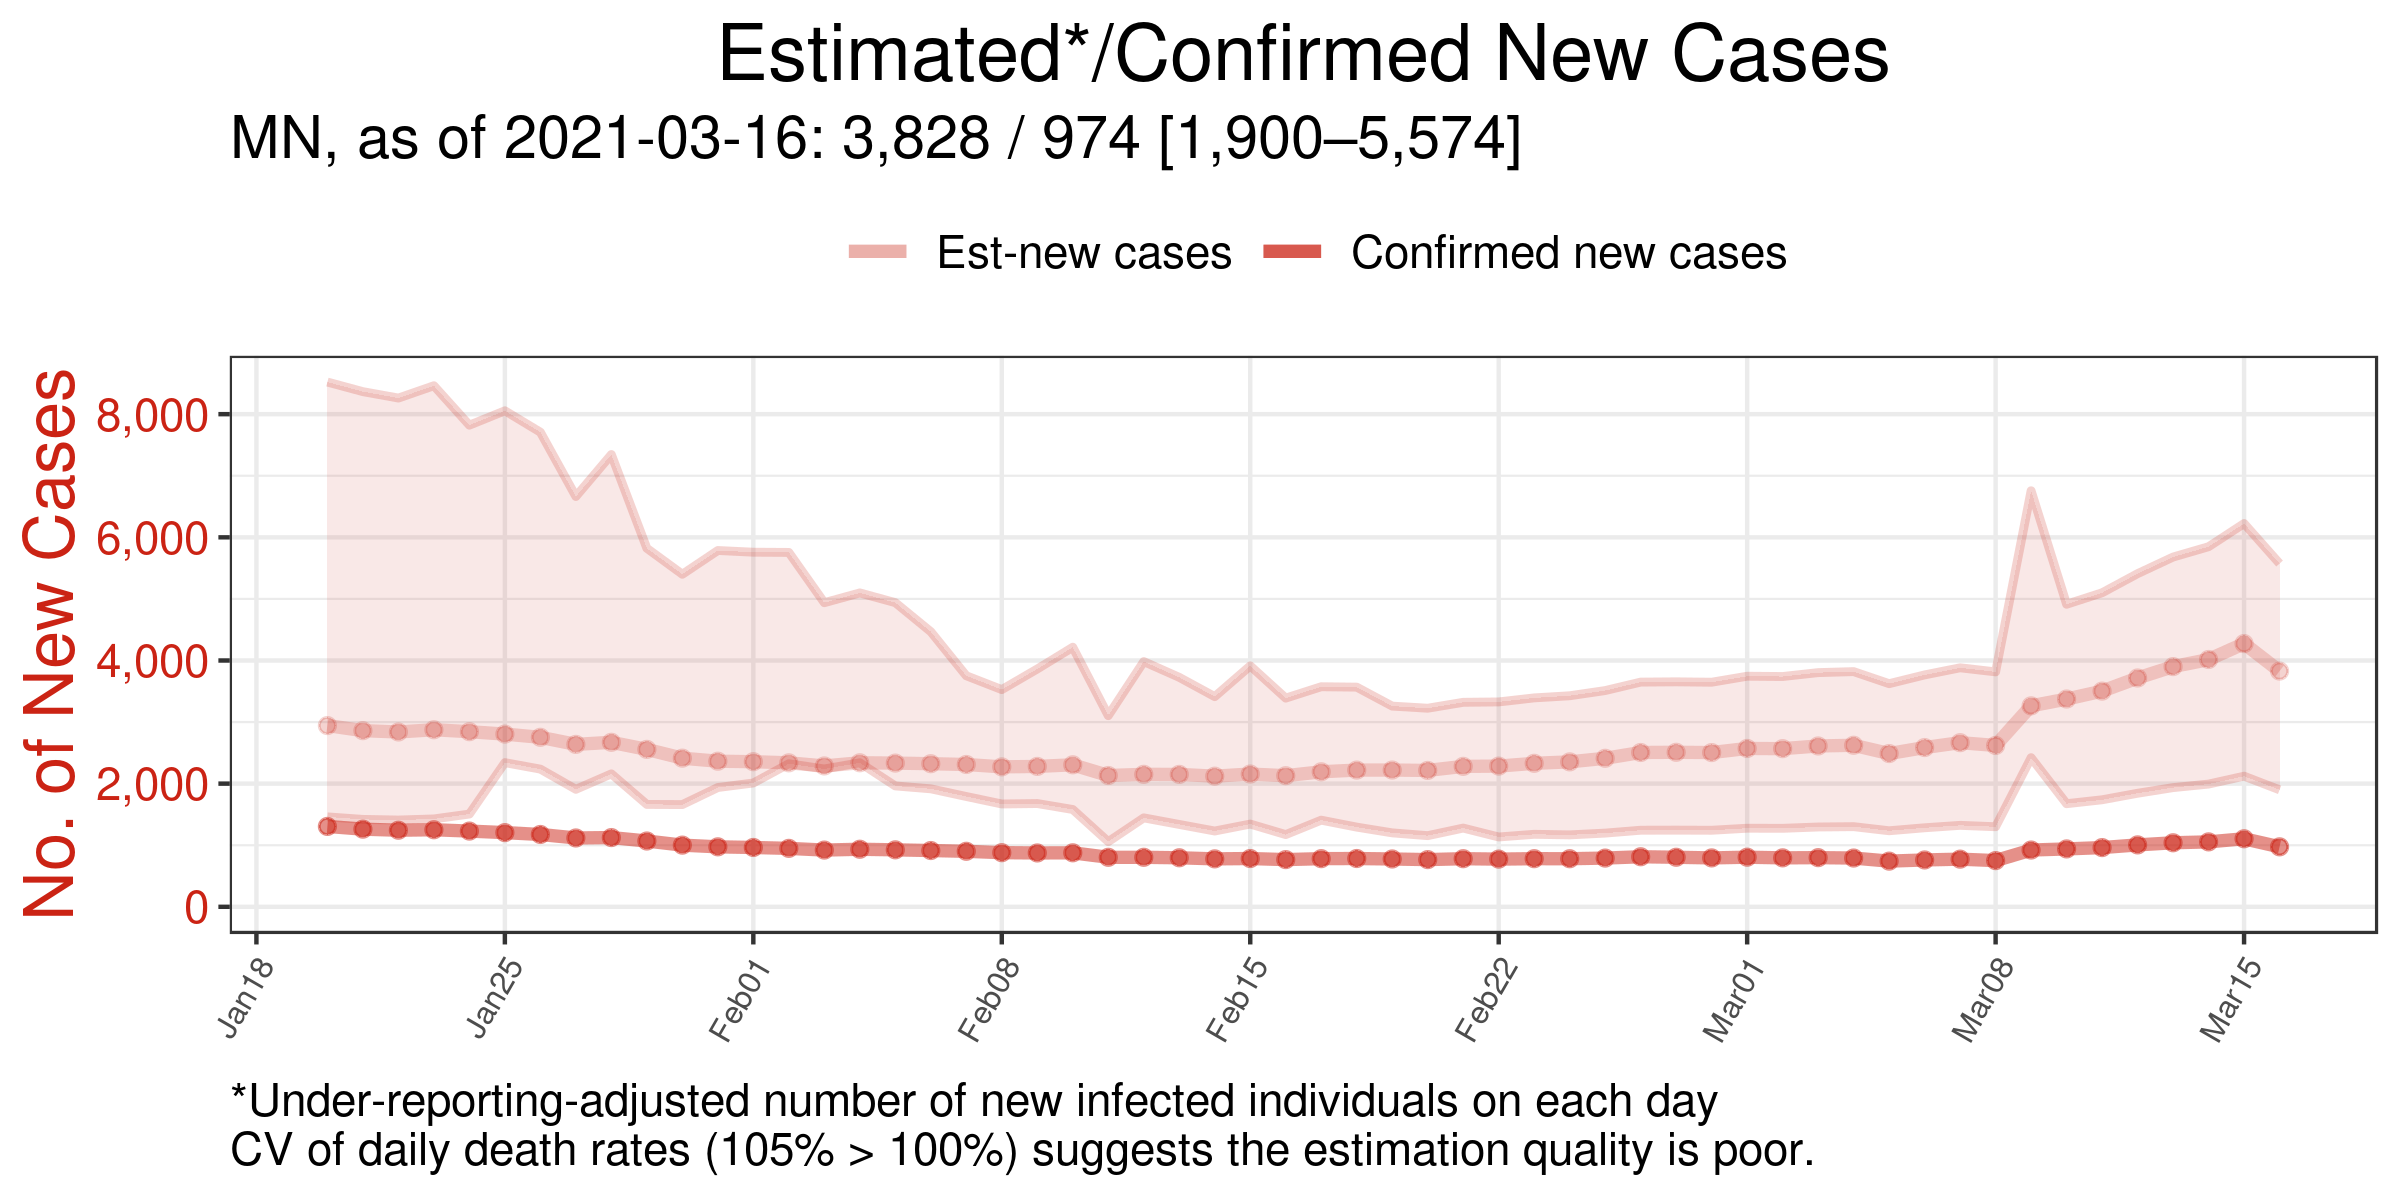 Estimated*/Confirmed New Cases
MN, as of 2021-03-16: 3,828 / 974 [1,900–5,574]
Est-new cases
Confirmed new cases
No. of New Cases
8,000
6,000
4,000
2,000
0
Jan18
Jan25
Feb01
Feb08
Feb15
Feb22
Mar01
Mar08
Mar15
*Under-reporting-adjusted number of new infected individuals on each day
CV of daily death rates (105% > 100%) suggests the estimation quality is poor.